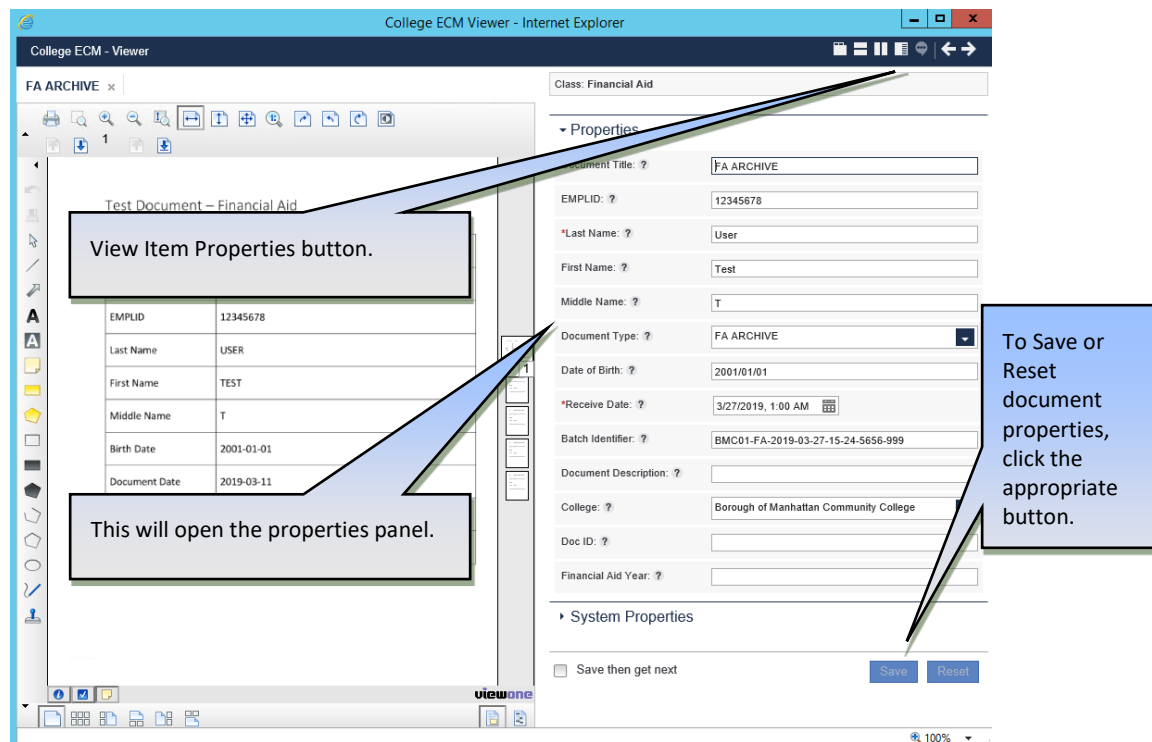 College ECM Viewer - Internet Explorer
College ECM - Viewer
FA ARCHIVE ×
Class: Financial Aid
1
Properties
Document Title: ?
FA ARCHIVE
Test Document – Financial Aid
EMPLID: ?
12345678
View Item Properties button.
*Last Name: ?
User
First Name: ?
Test
Middle Name: ?
T
EMPLID
12345678
Document Type: ?
FA ARCHIVE
Last Name
USER
1
Date of Birth: ?
2001/01/01
First Name
TEST
*Receive Date: ?
3/27/2019, 1:00 AM
Middle Name
T
Batch Identifier: ?
BMC01-FA-2019-03-27-15-24-5656-999
Birth Date
2001-01-01
Document Description: ?
Document Date
2019-03-11
College: ?
Borough of Manhattan Community College
This will open the properties panel.
Doc ID: ?
Financial Aid Year: ?
To Save or
Reset
document
properties,
click the
appropriate
button.
System Properties
Save then get next
Save
Reset
viewone
100%
A
A